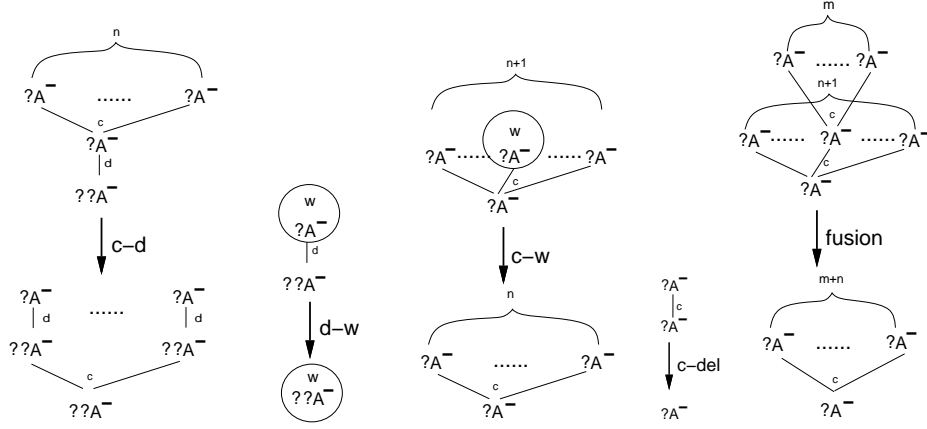 n
?A⁻ ...... ?A⁻
c
?A⁻
d
??A⁻
c–d
?A⁻ ...... ?A⁻
d d
??A⁻ ??A⁻
c
??A⁻
w
?A⁻
d
??A⁻
d–w
w
??A⁻
n+1
w
?A⁻ ...... ?A⁻ ...... ?A⁻
c
?A⁻
c–w
n
?A⁻ ...... ?A⁻
c
?A⁻
?A⁻
c
?A⁻
c–del
?A⁻
m
?A⁻ ...... ?A⁻
n+1
c
?A⁻ ...... ?A⁻ ...... ?A⁻
c
?A⁻
fusion
m+n
?A⁻ ...... ?A⁻
c
?A⁻